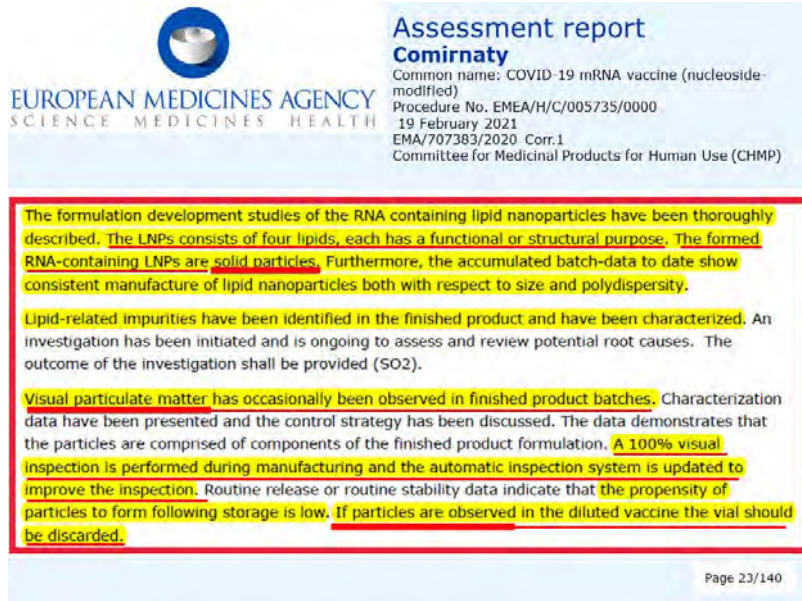 EUROPEAN MEDICINES AGENCY
SCIENCE MEDICINES HEALTH
Assessment report
Comirnaty
Common name: COVID-19 mRNA vaccine (nucleoside-
modified)
Procedure No. EMEA/H/C/005735/0000
19 February 2021
EMA/707383/2020 Corr.1
Committee for Medicinal Products for Human Use (CHMP)
The formulation development studies of the RNA containing lipid nanoparticles have been thoroughly
described. The LNPs consists of four lipids, each has a functional or structural purpose. The formed
RNA-containing LNPs are solid particles. Furthermore, the accumulated batch-data to date show
consistent manufacture of lipid nanoparticles both with respect to size and polydispersity.
Lipid-related impurities have been identified in the finished product and have been characterized. An
investigation has been initiated and is ongoing to assess and review potential root causes. The
outcome of the investigation shall be provided (SO2).
Visual particulate matter has occasionally been observed in finished product batches. Characterization
data have been presented and the control strategy has been discussed. The data demonstrates that
the particles are comprised of components of the finished product formulation. A 100% visual
inspection is performed during manufacturing and the automatic inspection system is updated to
improve the inspection. Routine release or routine stability data indicate that the propensity of
particles to form following storage is low. If particles are observed in the diluted vaccine the vial should
be discarded.
Page 23/140